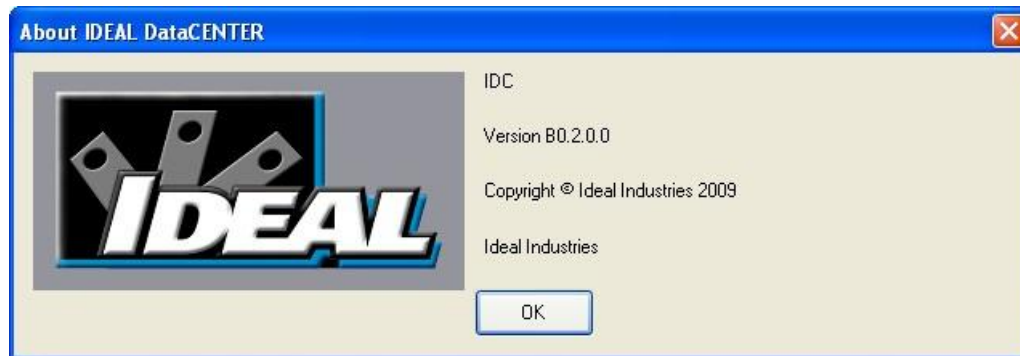 About IDEAL DataCENTER
IDEAL
IDC
Version B0.2.0.0
Copyright © Ideal Industries 2009
Ideal Industries
OK